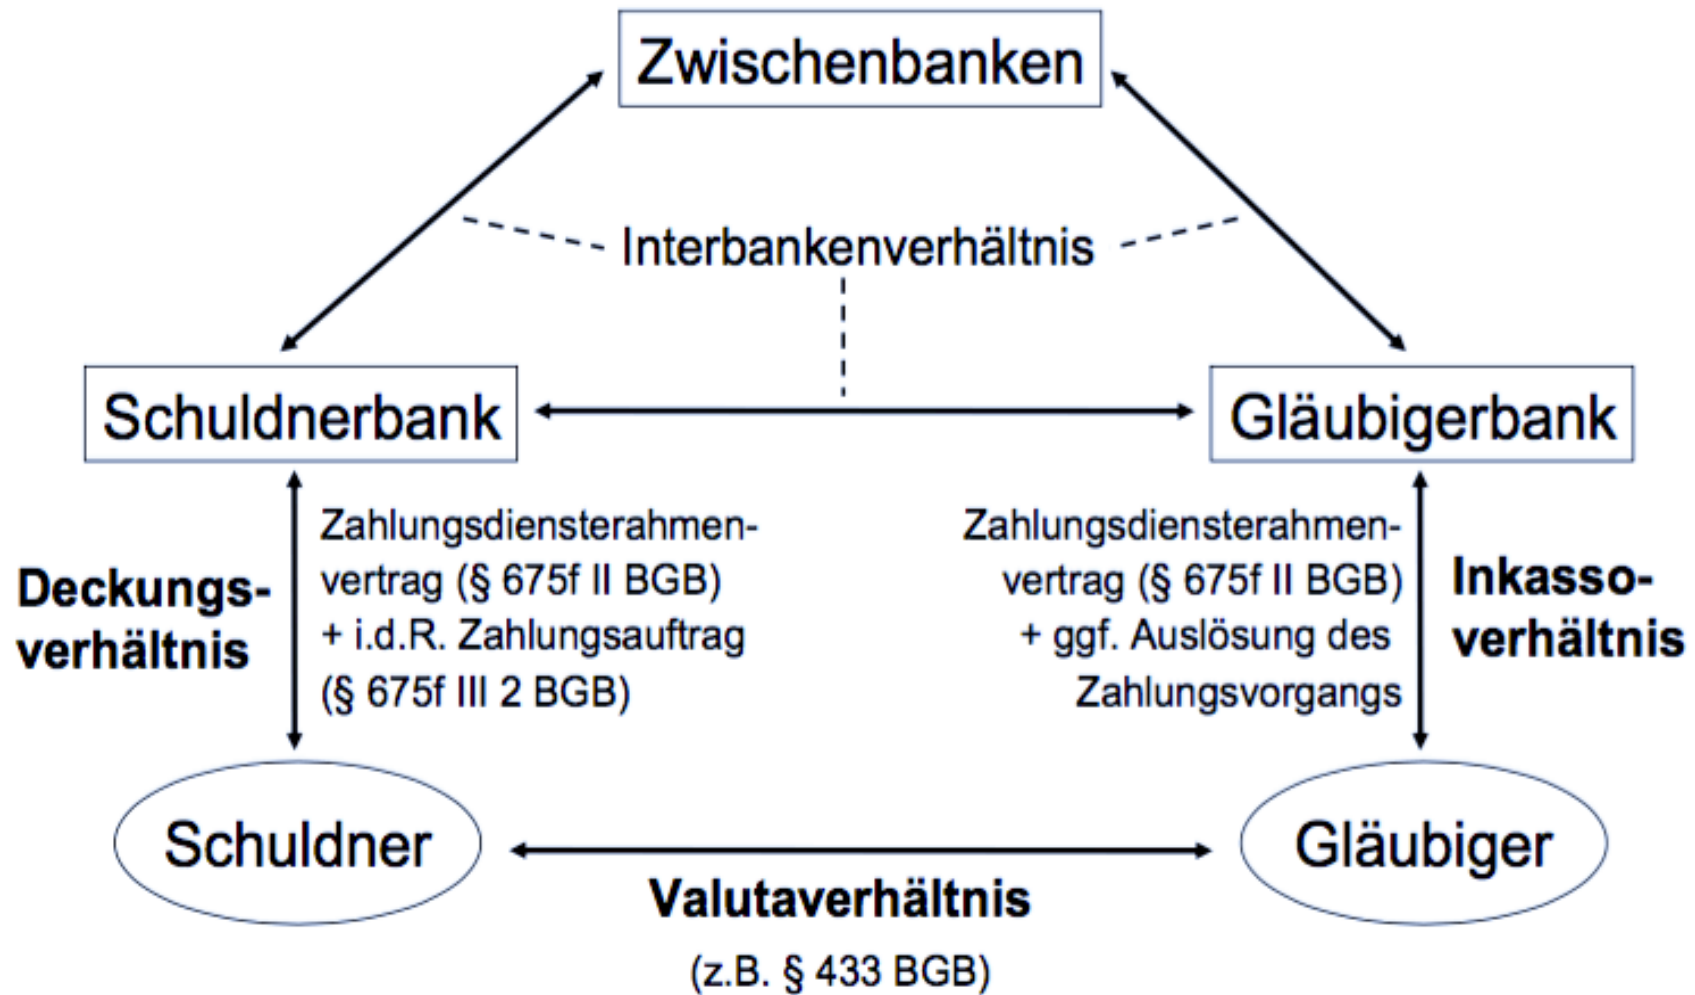 Zwischenbanken
Interbankenverhältnis
Schuldnerbank
Gläubigerbank
Deckungs-
verhältnis
Zahlungsdiensterahmen-
vertrag (§ 675f II BGB)
+ i.d.R. Zahlungsauftrag
(§ 675f III 2 BGB)
Zahlungsdiensterahmen-
vertrag (§ 675f II BGB)
+ ggf. Auslösung des
Zahlungsvorgangs
Inkasso-
verhältnis
Schuldner
Gläubiger
Valutaverhältnis
(z.B. § 433 BGB)